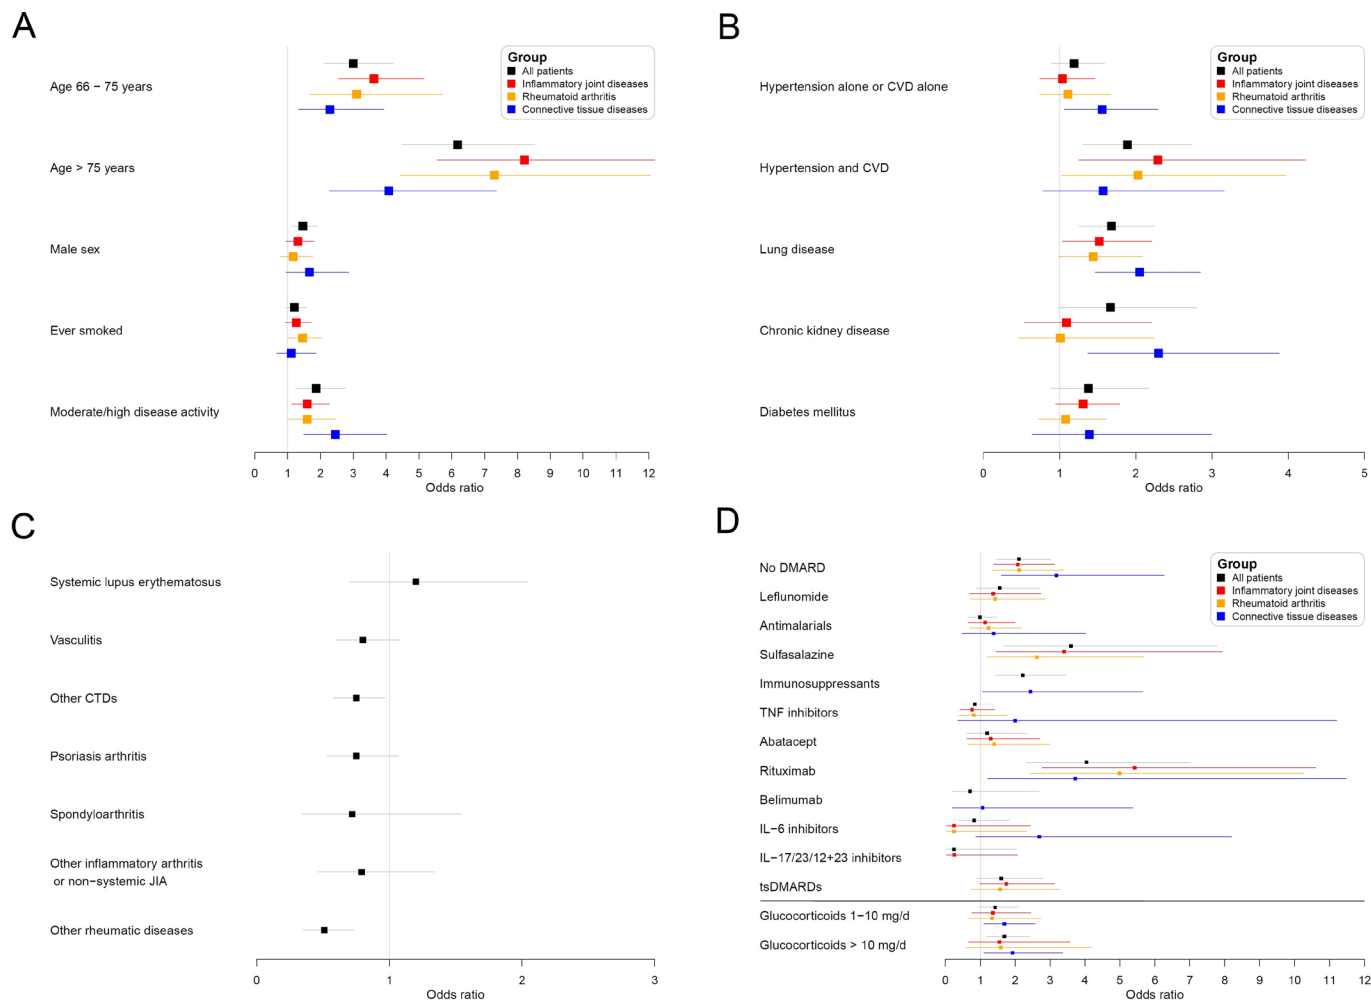 A
Group
All patients
Inflammatory joint diseases
Rheumatoid arthritis
Connective tissue diseases
Age 66 − 75 years
Age > 75 years
Male sex
Ever smoked
Moderate/high disease activity
0 1 2 3 4 5 6 7 8 9 10 11 12
Odds ratio
B
Group
All patients
Inflammatory joint diseases
Rheumatoid arthritis
Connective tissue diseases
Hypertension alone or CVD alone
Hypertension and CVD
Lung disease
Chronic kidney disease
Diabetes mellitus
0 1 2 3 4 5
Odds ratio
C
Systemic lupus erythematosus
Vasculitis
Other CTDs
Psoriasis arthritis
Spondyloarthritis
Other inflammatory arthritis
or non−systemic JIA
Other rheumatic diseases
0 1 2 3
Odds ratio
D
Group
All patients
Inflammatory joint diseases
Rheumatoid arthritis
Connective tissue diseases
No DMARD
Leflunomide
Antimalarials
Sulfasalazine
Immunosuppressants
TNF inhibitors
Abatacept
Rituximab
Belimumab
IL−6 inhibitors
IL−17/23/12+23 inhibitors
tsDMARDs
Glucocorticoids 1−10 mg/d
Glucocorticoids > 10 mg/d
0 1 2 3 4 5 6 7 8 9 10 11 12
Odds ratio